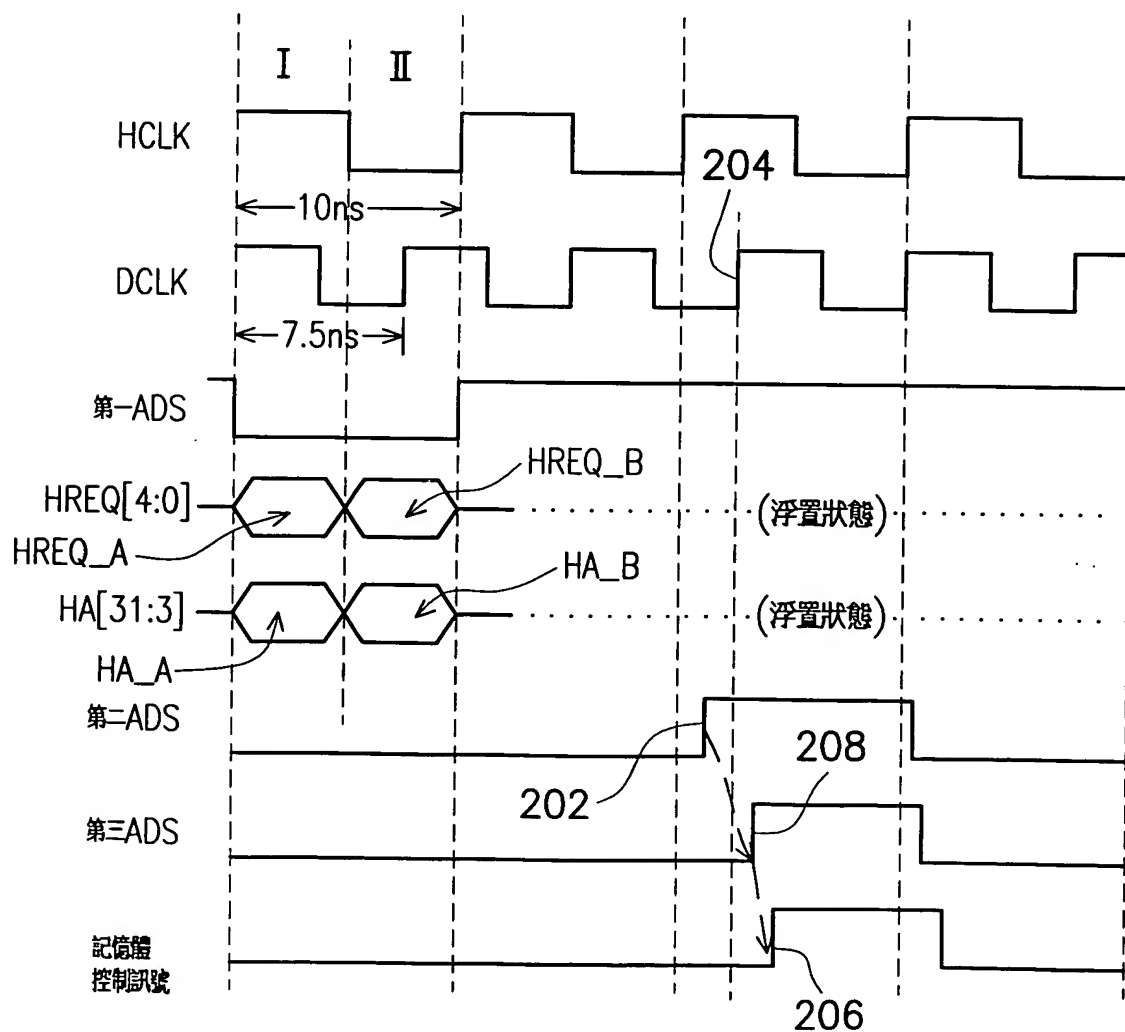 I II
HCLK
204
10ns
DCLK
7.5ns
第一ADS
HREQ_B
HREQ[4:0]
(浮置狀態)
HREQ_A
HA_B
HA[31:3]
(浮置狀態)
HA_A
第二ADS
208
202
第三ADS
記憶體
控制訊號
206